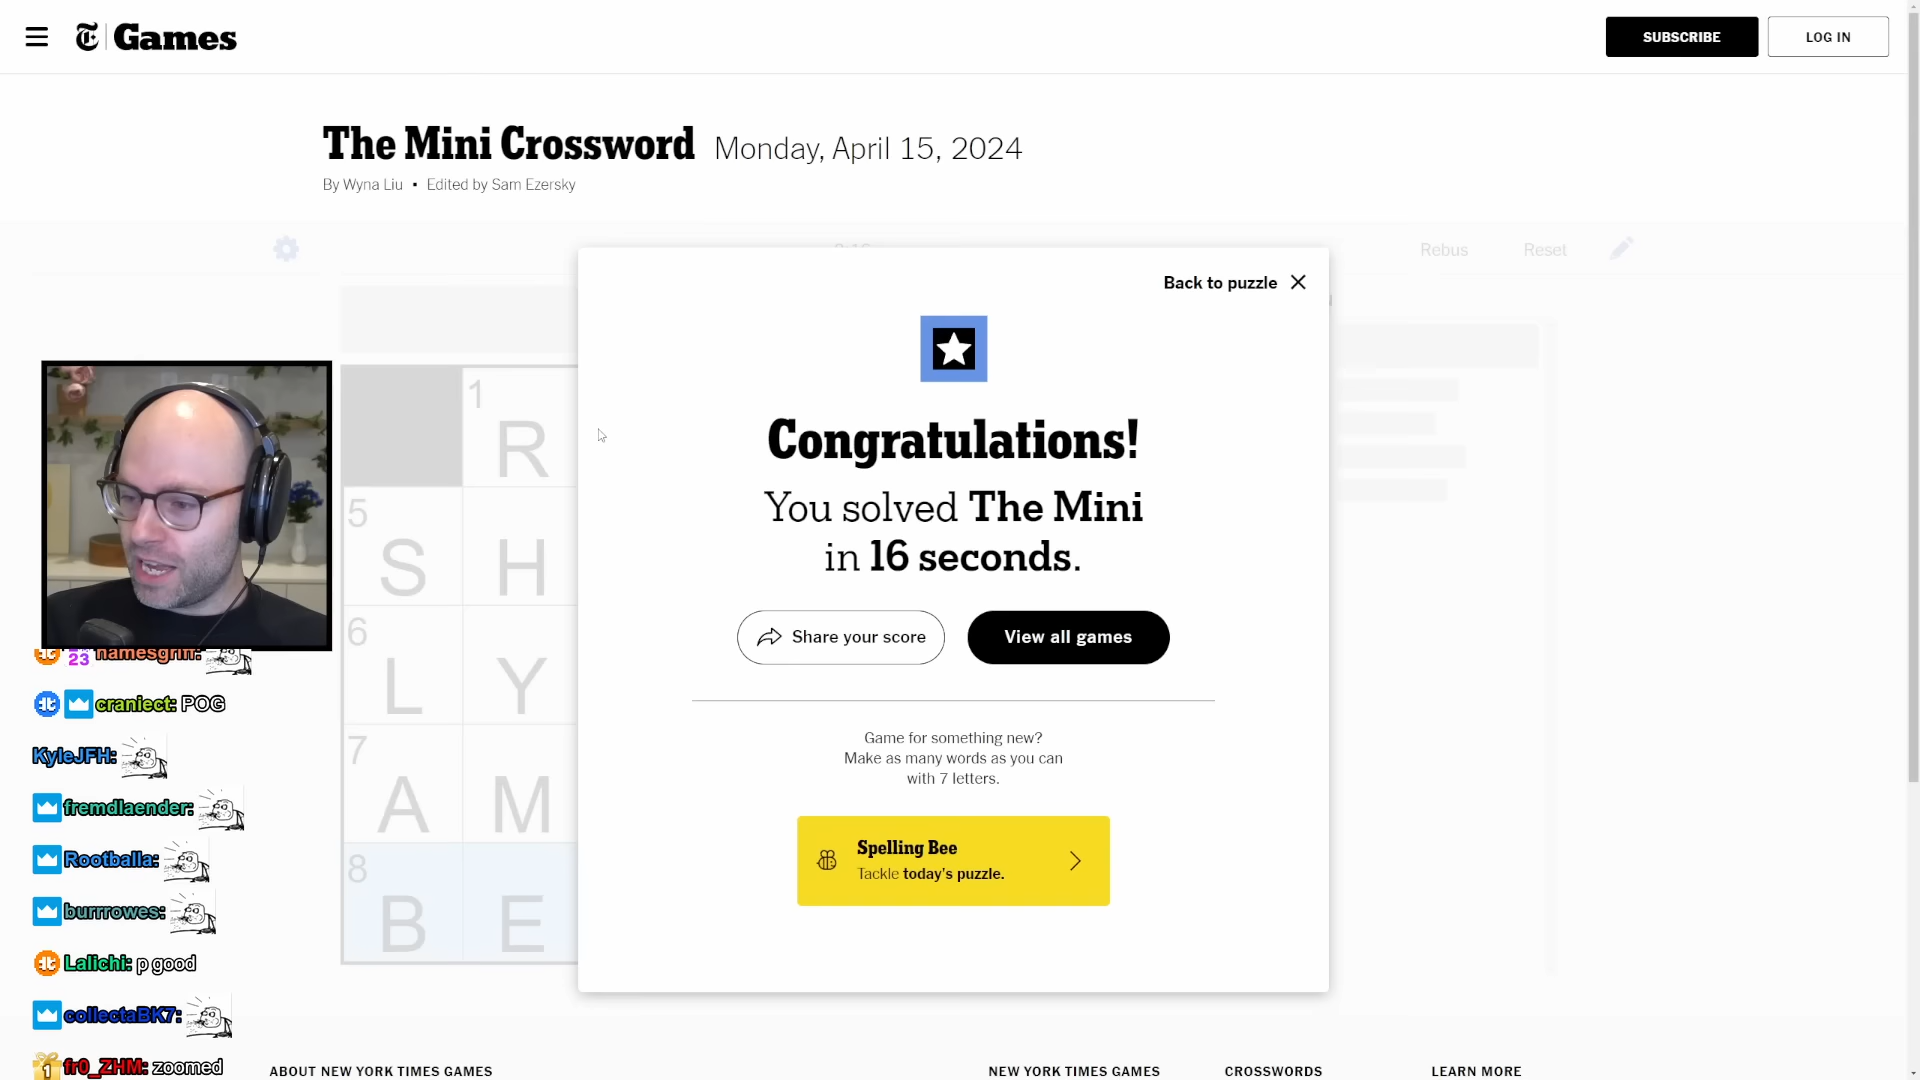 T Games
SUBSCRIBE
LOG IN
The Mini Crossword Monday, April 15, 2024
By Wyna Liu • Edited by Sam Ezersky
Rebus
Reset
Back to puzzle
Congratulations!
You solved The Mini
in 16 seconds.
Share your score
View all games
Game for something new?
Make as many words as you can
with 7 letters.
Spelling Bee
Tackle today's puzzle.
1
R
5
S H
6
L Y
7
A M
8
B E
23 namesgriff:
craniect: POG
KyleJFH:
fremdlaender:
Rootballa:
burrrowes:
Lalichi: p good
collectaBK7:
1 fr0_ZHM: zoomed
ABOUT NEW YORK TIMES GAMES
NEW YORK TIMES GAMES
CROSSWORDS
LEARN MORE